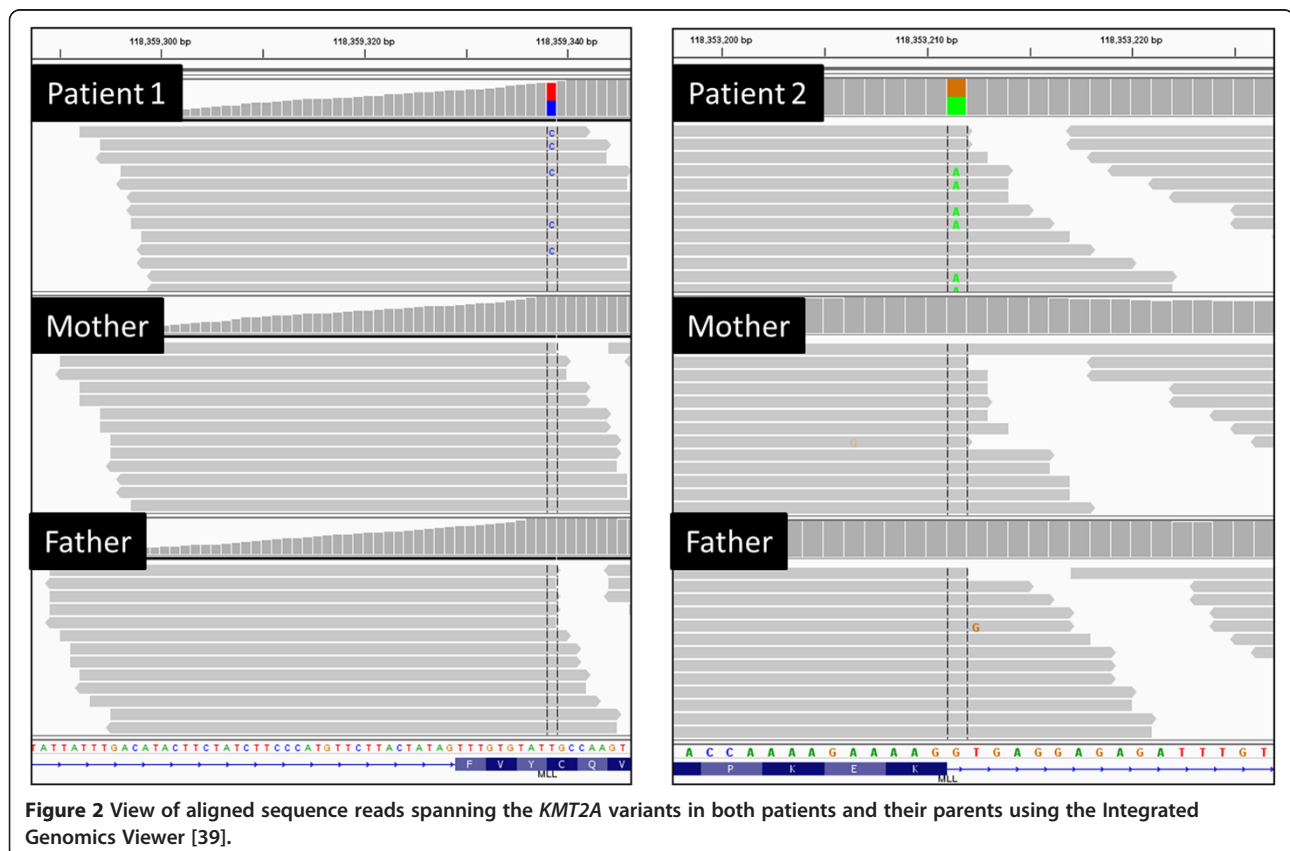 118,359,300 bp 118,359,320 bp 118,359,340 bp
Patient 1
C
C
C
C
C
Mother
Father
TATTATTTGACATACTTCTATCTTCCCATGTTCTTACTATAGTTTGTGTATTGCCAAGT
F V Y C Q V
MLL
118,353,200 bp 118,353,210 bp 118,353,220 bp
Patient 2
A
A
A
A
A
A
Mother
G
Father
G
A C C A A A A G A A A A G G T G A G G A G A G A T T T G T
P K E K
MLL
Figure 2 View of aligned sequence reads spanning the KMT2A variants in both patients and their parents using the Integrated
Genomics Viewer [39].